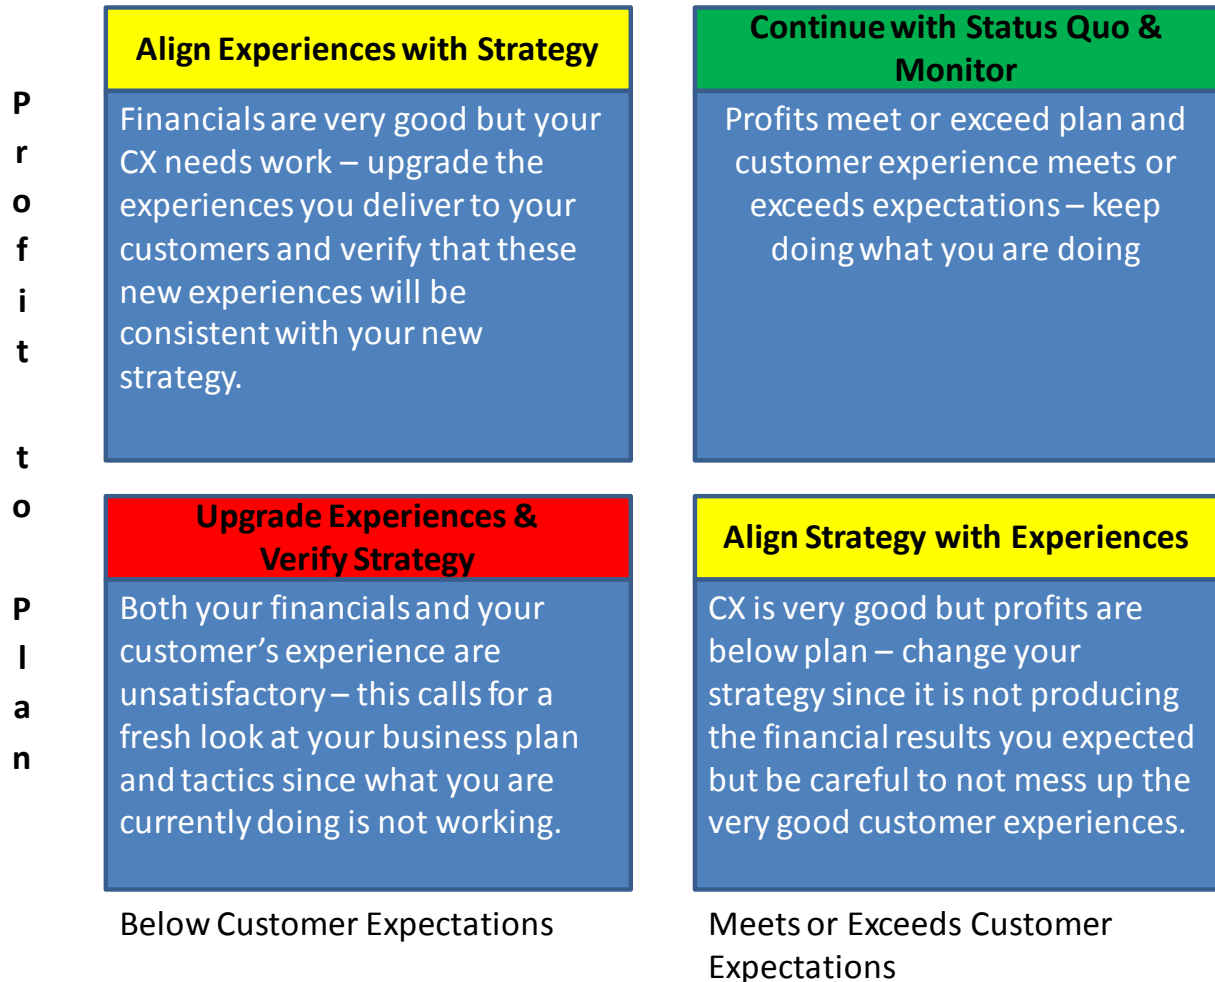 Profit to Plan
Align Experiences with Strategy
Financials are very good but your
CX needs work – upgrade the
experiences you deliver to your
customers and verify that these
new experiences will be
consistent with your new
strategy.
Continue with Status Quo &
Monitor
Profits meet or exceed plan and
customer experience meets or
exceeds expectations – keep
doing what you are doing
Upgrade Experiences &
Verify Strategy
Both your financials and your
customer’s experience are
unsatisfactory – this calls for a
fresh look at your business plan
and tactics since what you are
currently doing is not working.
Align Strategy with Experiences
CX is very good but profits are
below plan – change your
strategy since it is not producing
the financial results you expected
but be careful to not mess up the
very good customer experiences.
Below Customer Expectations
Meets or Exceeds Customer
Expectations